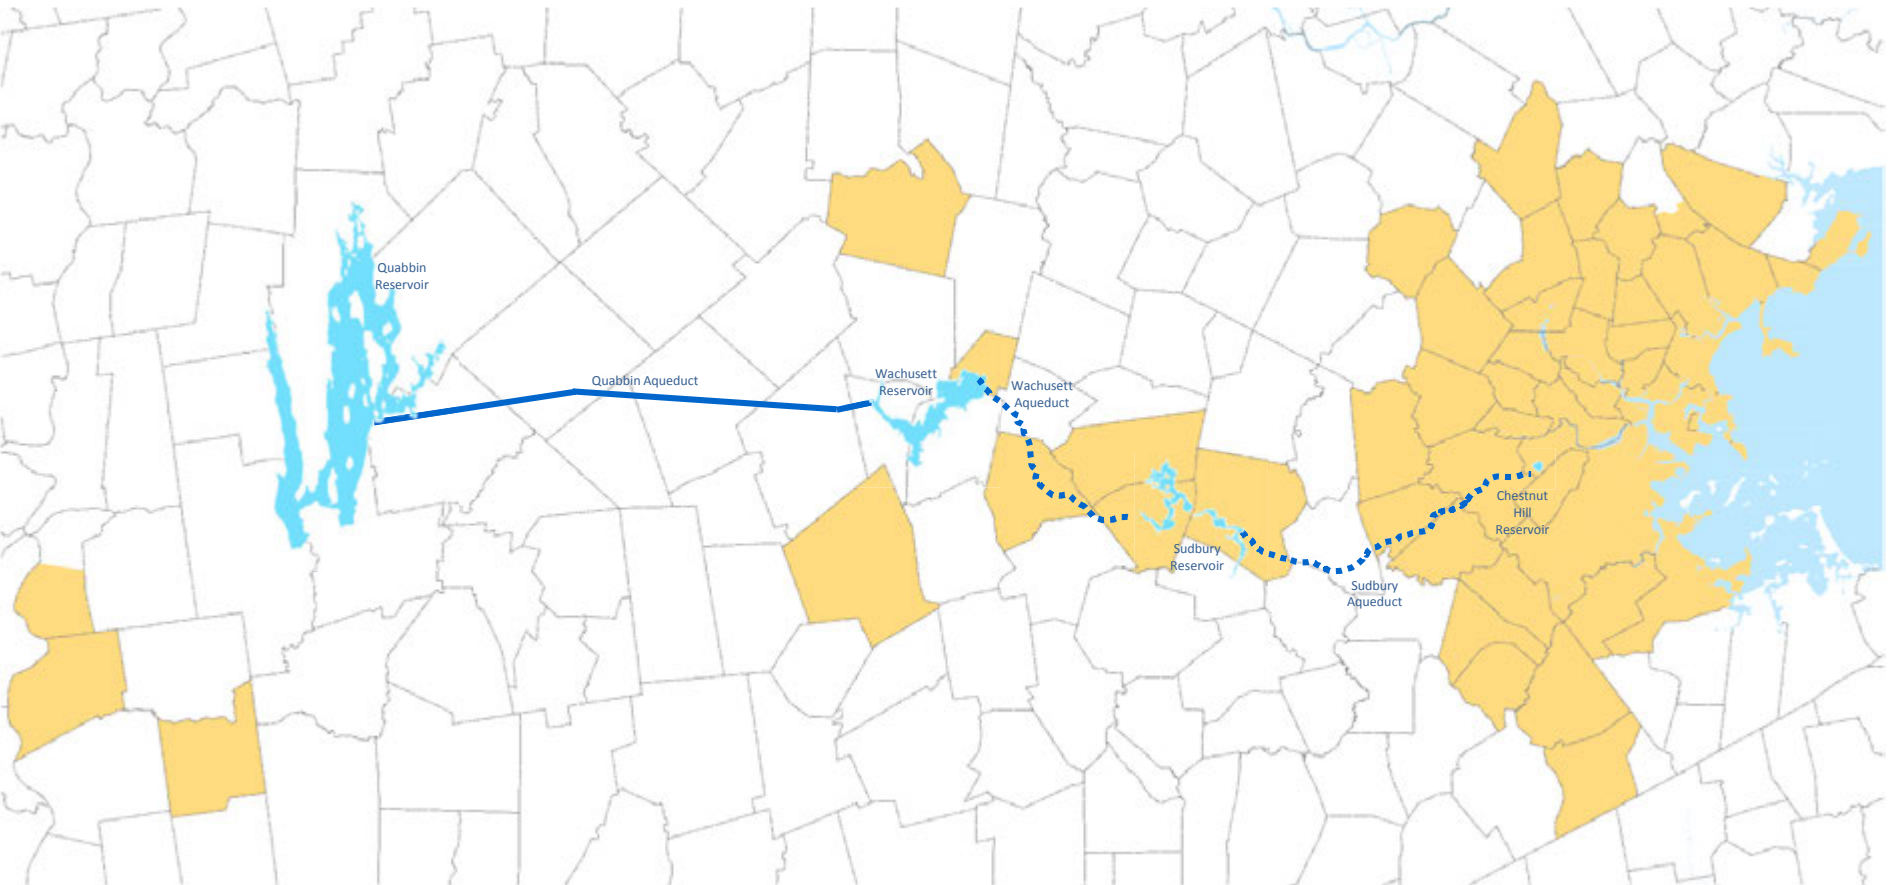 Quabbin
Reservoir
Quabbin Aqueduct
Wachusett
Reservoir
Wachusett
Aqueduct
Sudbury
Reservoir
Sudbury
Aqueduct
Chestnut
Hill
Reservoir